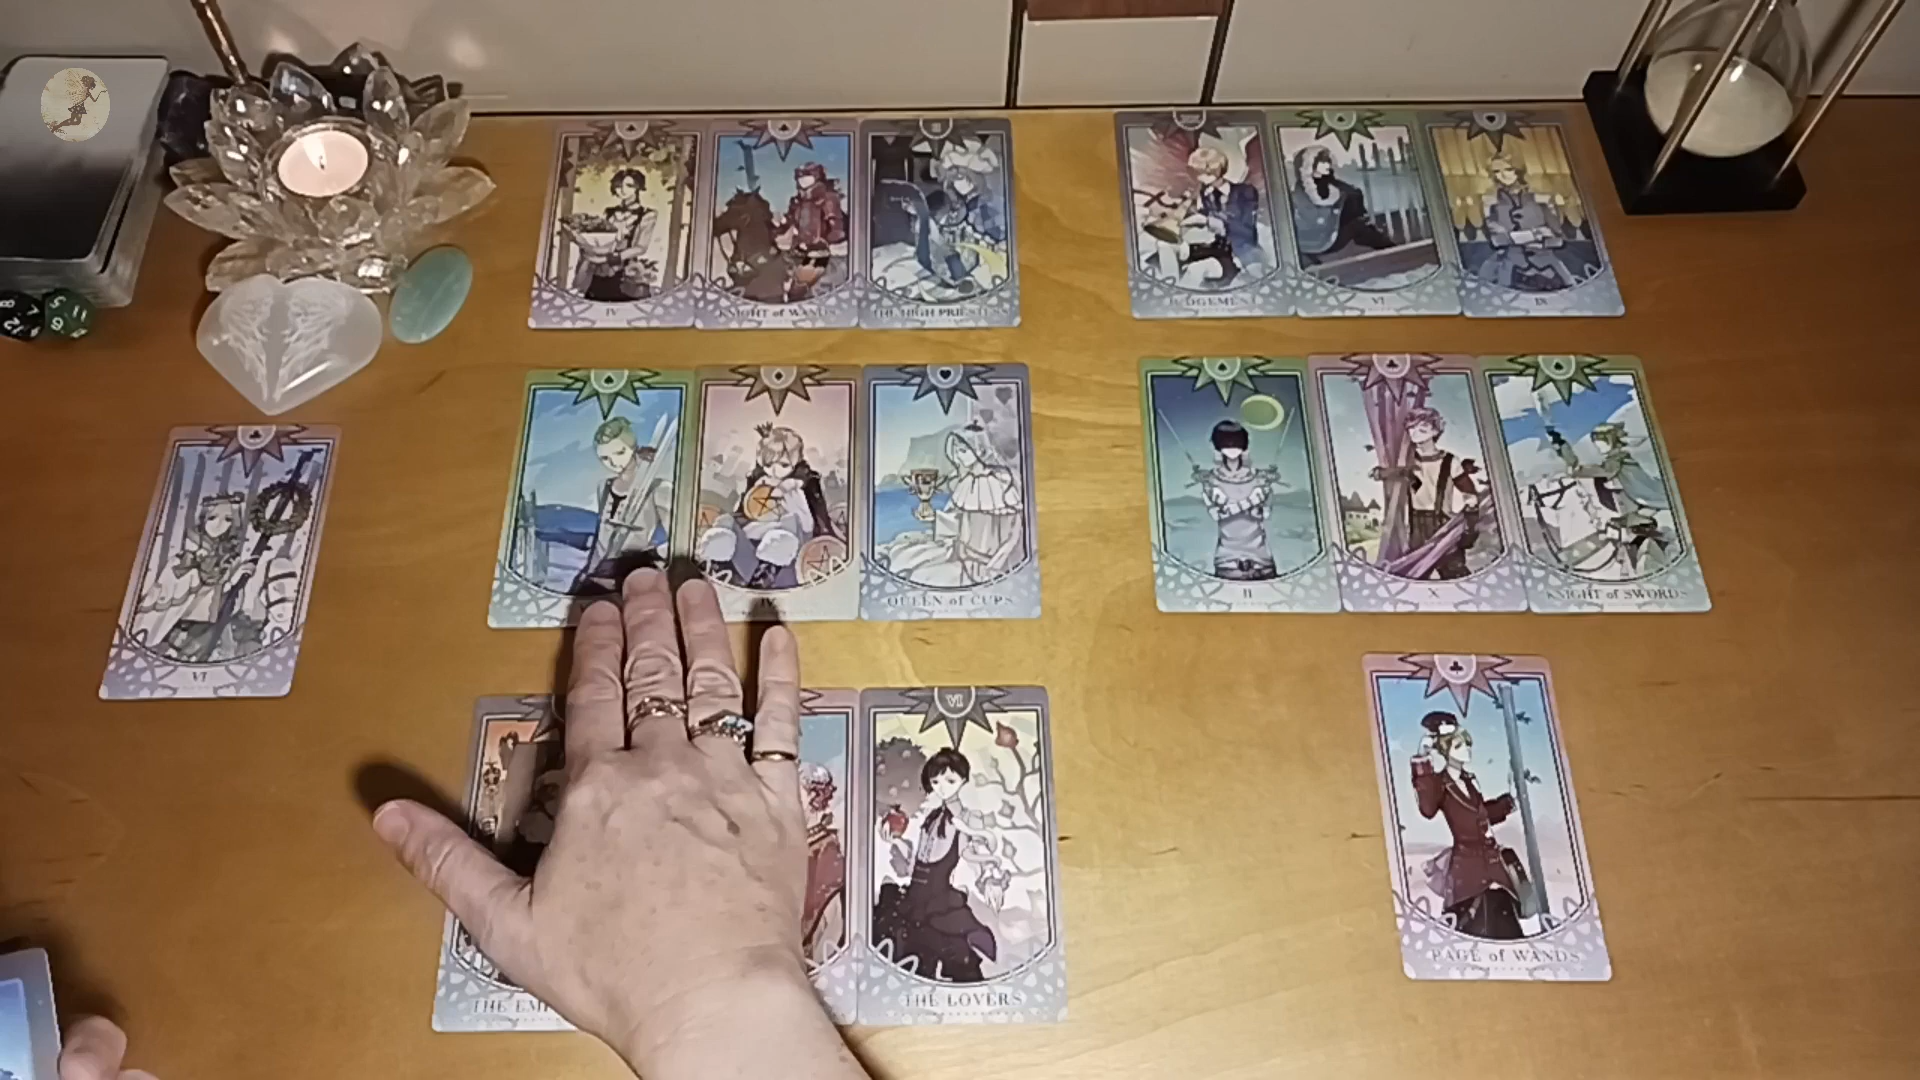 IV
KNIGHT of WANDS
THE HIGH PRIESTESS
JUDGEMENT
VI
IX
IV
QUEEN of CUPS
II
X
KNIGHT of SWORDS
VI
VI
THE LOVERS
PAGE of WANDS